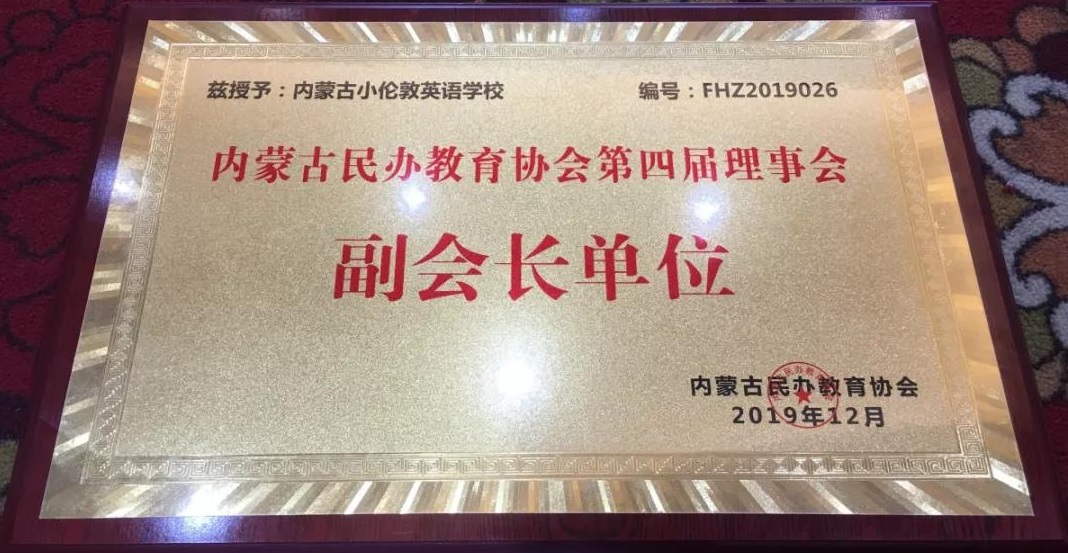 兹授予：内蒙古小伦敦英语学校 编号：FHZ2019026
内蒙古民办教育协会第四届理事会
副会长单位
内蒙古民办教育协会
2019年12月